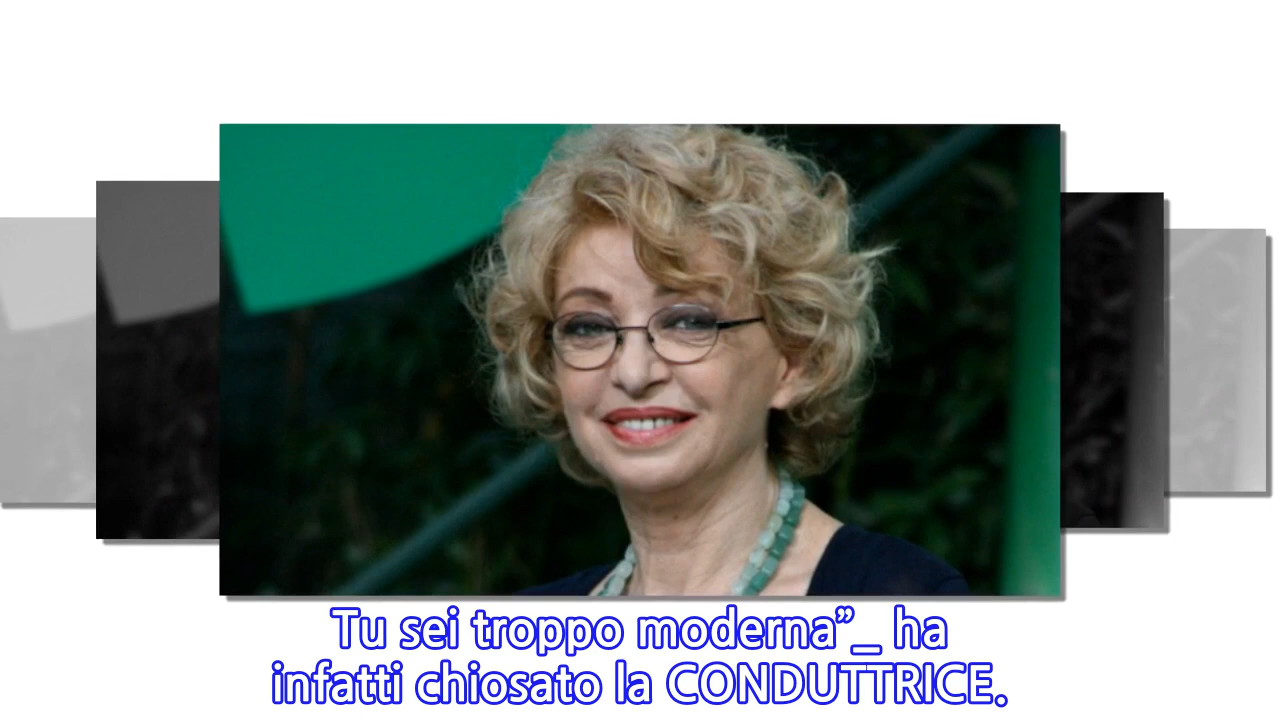 Tu sei troppo moderna”_ ha
infatti chiosato la CONDUTTRICE.